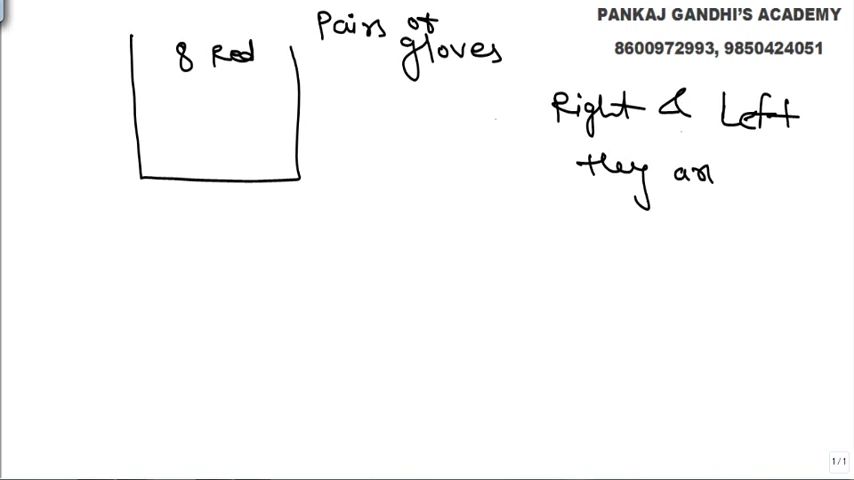 PANKAJ GANDHI'S ACADEMY
8600972993, 9850424051
Pairs of
gloves
8 Red
Right & Left
they are
1/1